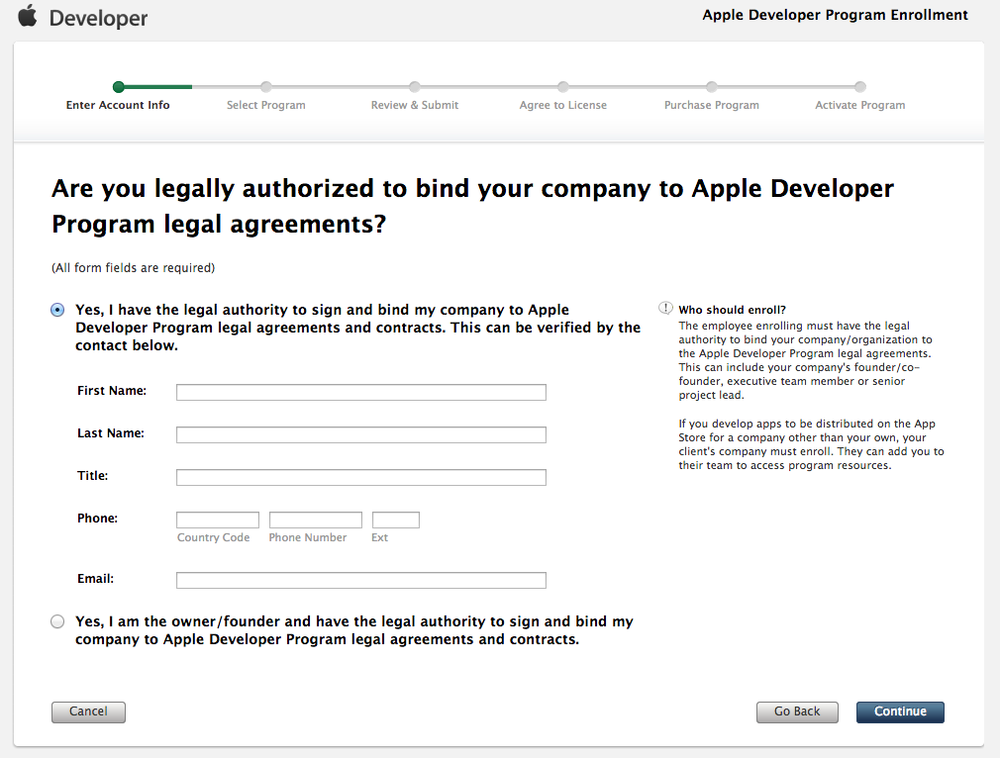 Developer
Apple Developer Program Enrollment
Enter Account Info
Select Program
Review & Submit
Agree to License
Purchase Program
Activate Program
Are you legally authorized to bind your company to Apple Developer
Program legal agreements?
(All form fields are required)
Yes, I have the legal authority to sign and bind my company to Apple
Developer Program legal agreements and contracts. This can be verified by the
contact below.
First Name:
Last Name:
Title:
Phone:
Country Code
Phone Number
Ext
Email:
Yes, I am the owner/founder and have the legal authority to sign and bind my
company to Apple Developer Program legal agreements and contracts.
!
Who should enroll?
The employee enrolling must have the legal
authority to bind your company/organization to
the Apple Developer Program legal agreements.
This can include your company's founder/co-
founder, executive team member or senior
project lead.
If you develop apps to be distributed on the App
Store for a company other than your own, your
client's company must enroll. They can add you to
their team to access program resources.
Cancel
Go Back
Continue